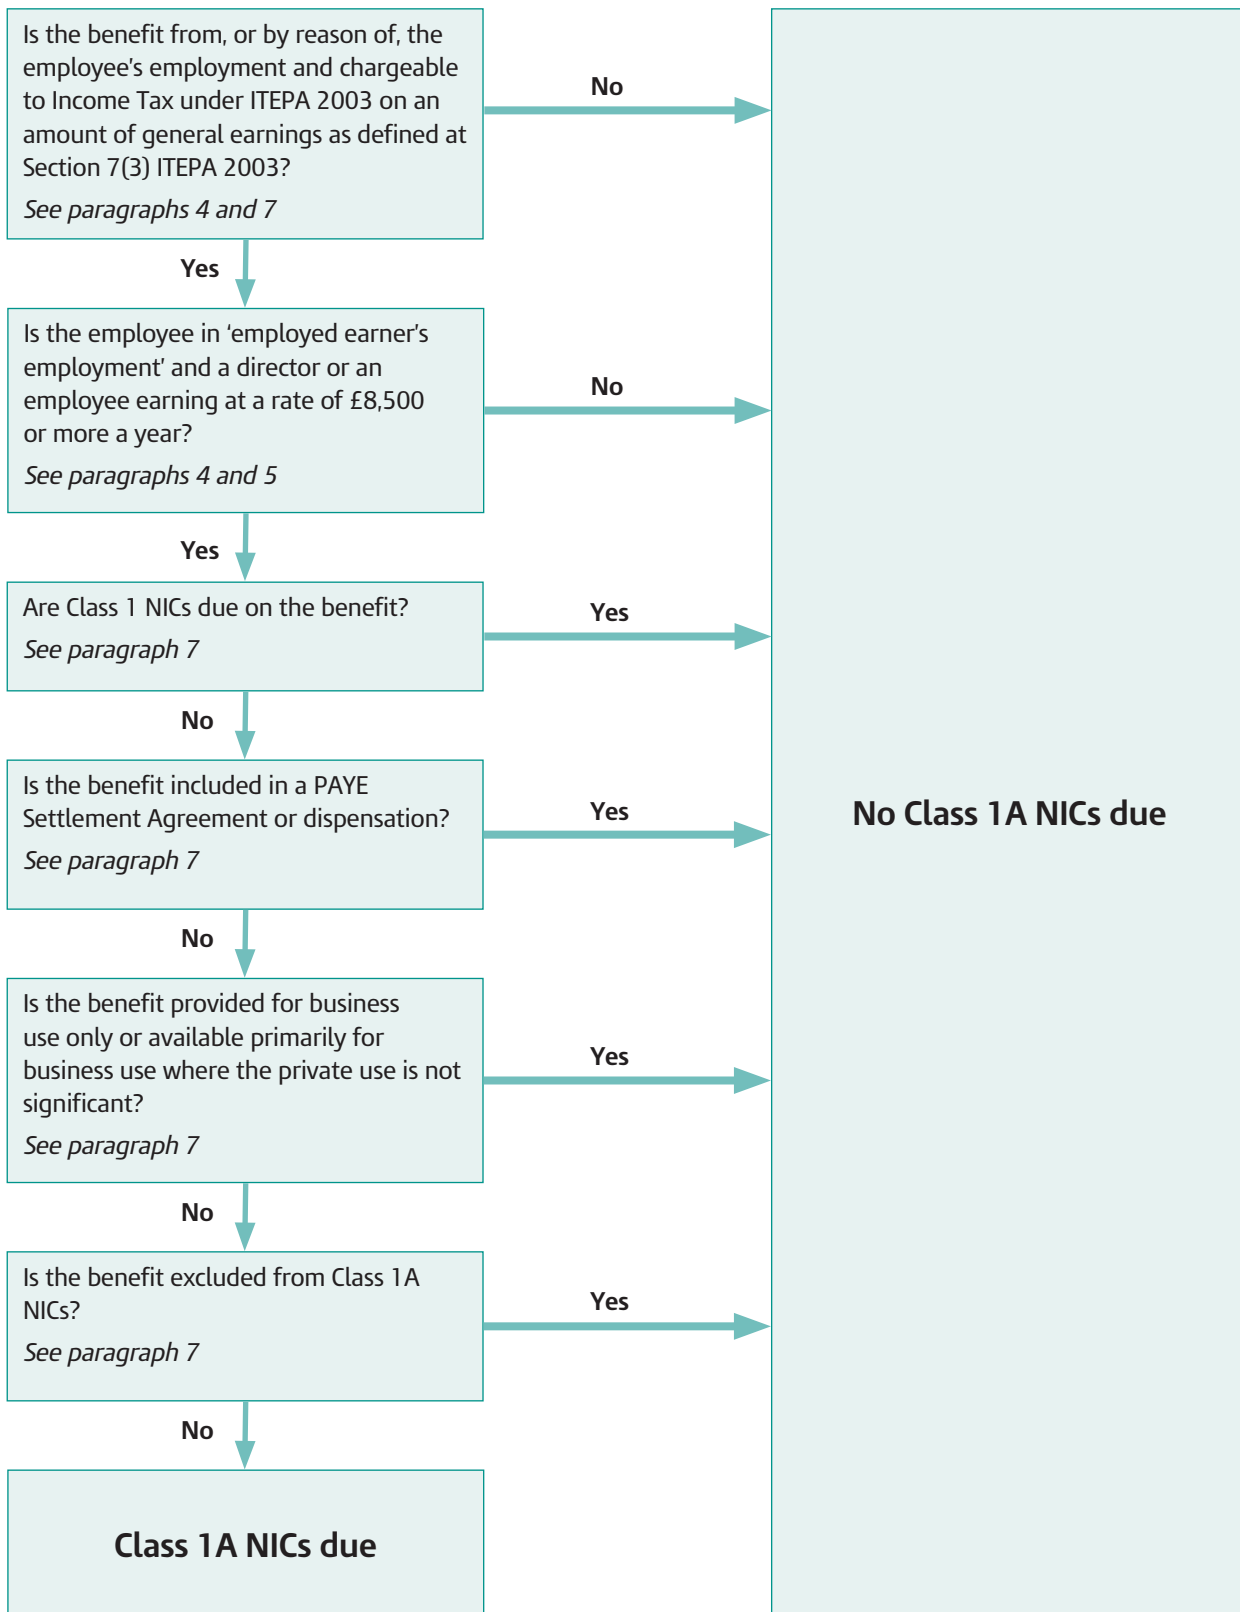 Is the benefit from, or by reason of, the
employee’s employment and chargeable
to Income Tax under ITEPA 2003 on an
amount of general earnings as defined at
Section 7(3) ITEPA 2003?
See paragraphs 4 and 7
No
Yes
Is the employee in ‘employed earner’s
employment’ and a director or an
employee earning at a rate of £8,500
or more a year?
See paragraphs 4 and 5
No
Yes
Are Class 1 NICs due on the benefit?
See paragraph 7
Yes
No
Is the benefit included in a PAYE
Settlement Agreement or dispensation?
See paragraph 7
Yes
No
Is the benefit provided for business
use only or available primarily for
business use where the private use is not
significant?
See paragraph 7
Yes
No
Is the benefit excluded from Class 1A
NICs?
See paragraph 7
Yes
No
Class 1A NICs due
No Class 1A NICs due